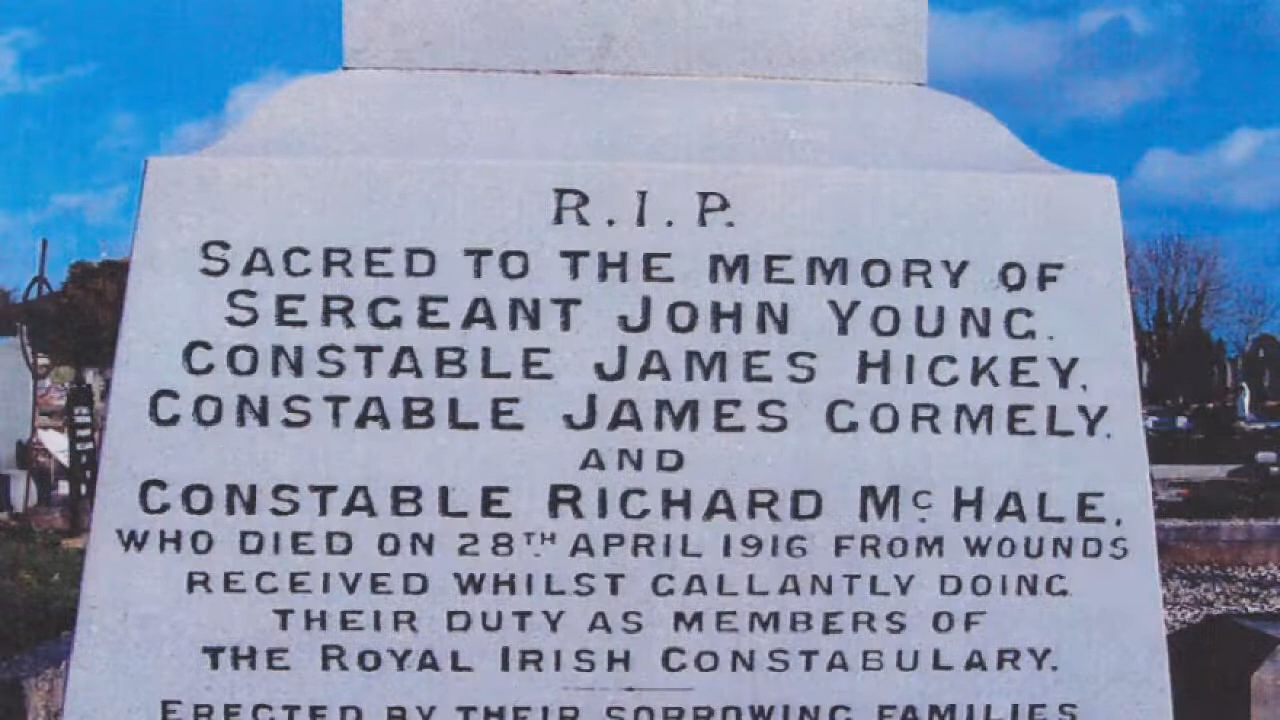 R.I.P.
SACRED TO THE MEMORY OF
SERGEANT JOHN YOUNG.
CONSTABLE JAMES HICKEY,
CONSTABLE JAMES GORMELY,
AND
CONSTABLE RICHARD Mc HALE,
WHO DIED ON 28TH APRIL 1916 FROM WOUNDS
RECEIVED WHILST GALLANTLY DOING
THEIR DUTY AS MEMBERS OF
THE ROYAL IRISH CONSTABULARY.
ERECTED BY THEIR SORROWING FAMILIES